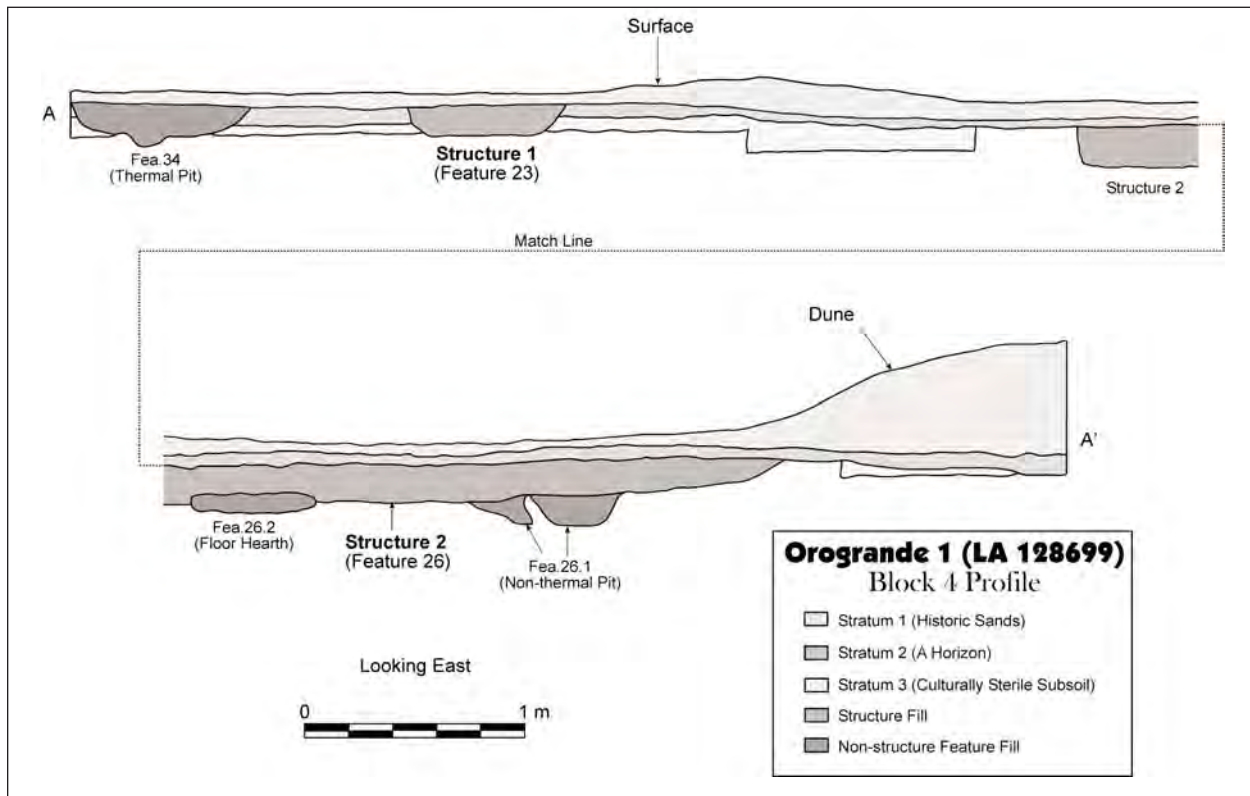 Surface
A
Fea.34
(Thermal Pit)
Structure 1
(Feature 23)
Structure 2
Match Line
Dune
A'
Fea.26.2
(Floor Hearth)
Structure 2
(Feature 26)
Fea.26.1
(Non-thermal Pit)
Looking East
0 1 m
Orogrande 1 (LA 128699)
Block 4 Profile
Stratum 1 (Historic Sands)
Stratum 2 (A Horizon)
Stratum 3 (Culturally Sterile Subsoil)
Structure Fill
Non-structure Feature Fill